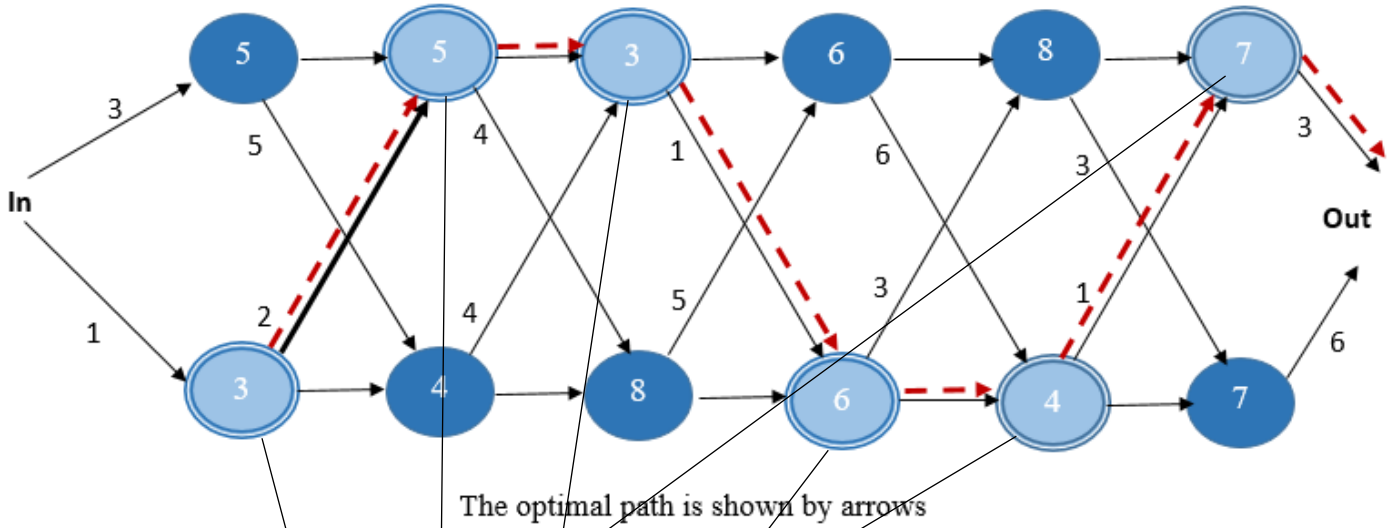 5 5 3 6 8 7
3
5 4 1 6 3 3
In
Out
1 2 4 5 3 1 6
3 4 8 6 4 7
The optimal path is shown by arrows